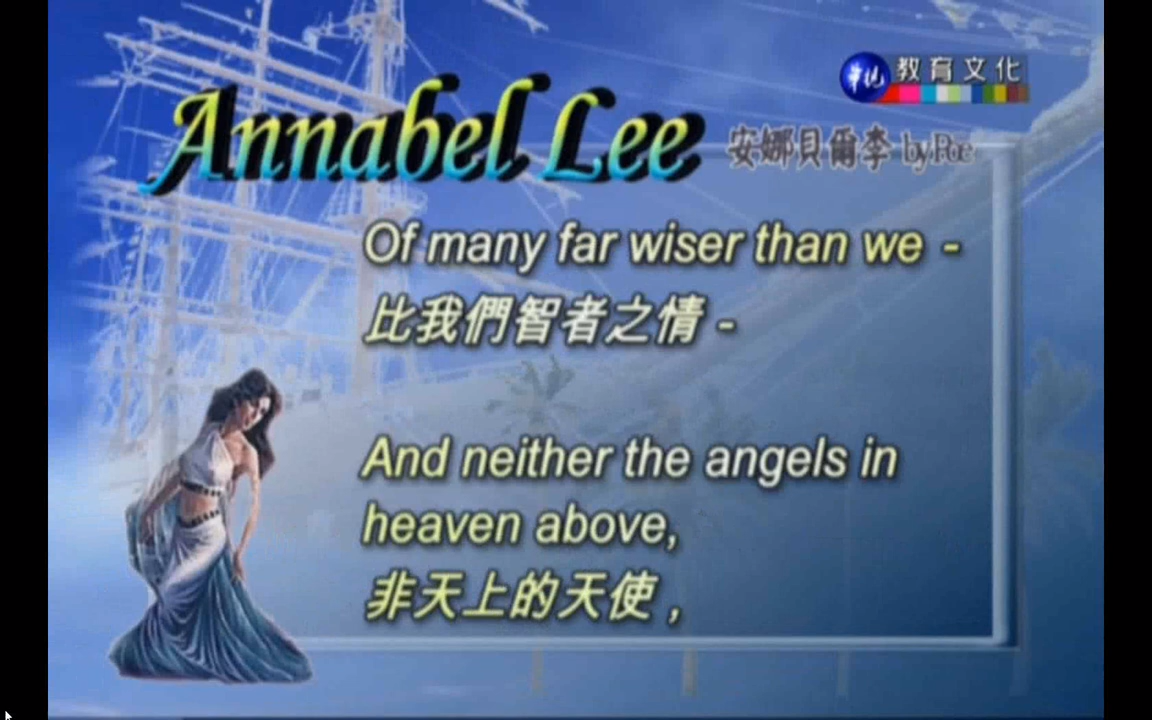 華視 教育文化
Annabel Lee 安娜貝爾李 by Poe
Of many far wiser than we -
比我們智者之情 -
And neither the angels in
heaven above,
非天上的天使 ,